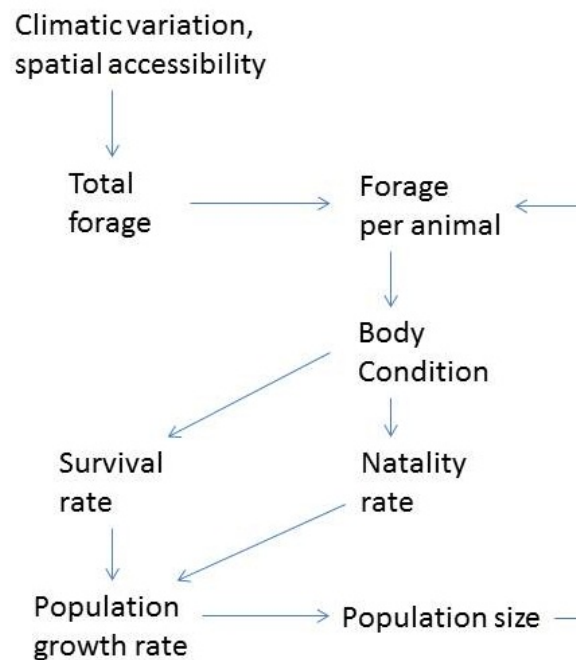 Climatic variation,
spatial accessibility
Total
forage
Forage
per animal
Body
Condition
Survival
rate
Natality
rate
Population
growth rate
Population size